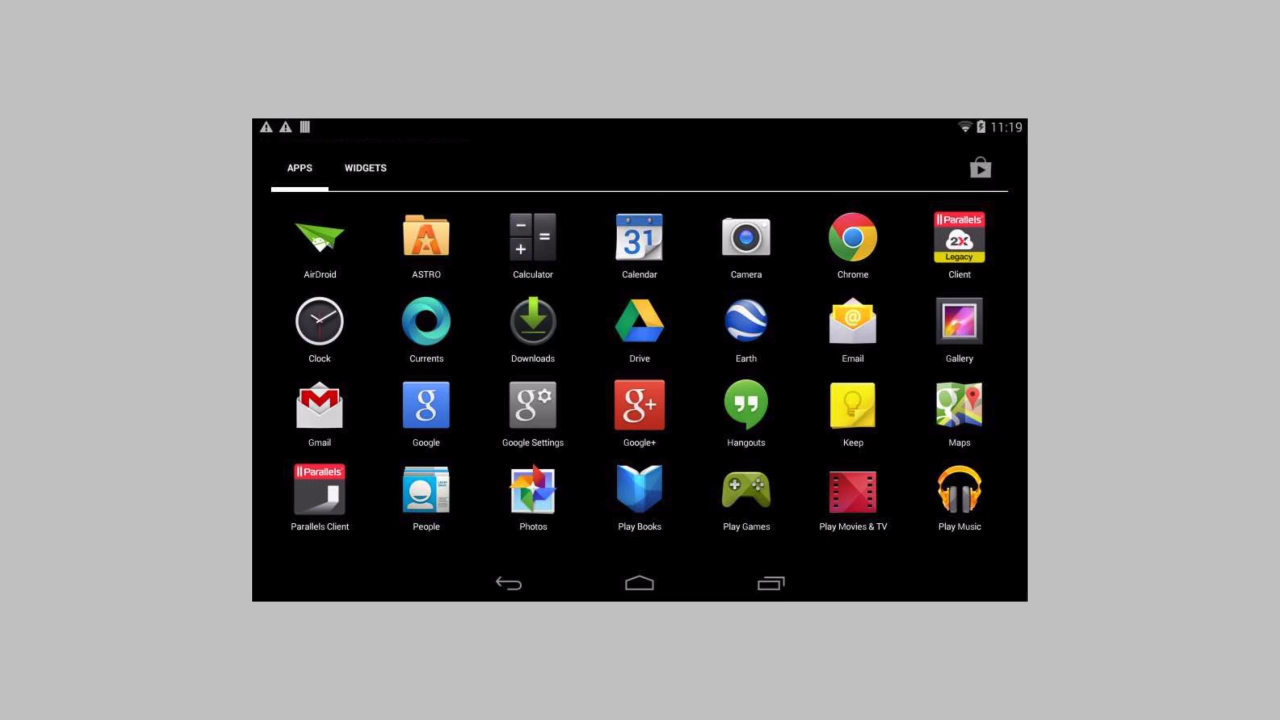 11:19
APPS WIDGETS
31
Parallels
2X
Legacy
AirDroid ASTRO Calculator Calendar Camera Chrome Client
@
Clock Currents Downloads Drive Earth Email Gallery
g g g+ g
Gmail Google Google Settings Google+ Hangouts Keep Maps
Parallels
Parallels Client People Photos Play Books Play Games Play Movies & TV Play Music